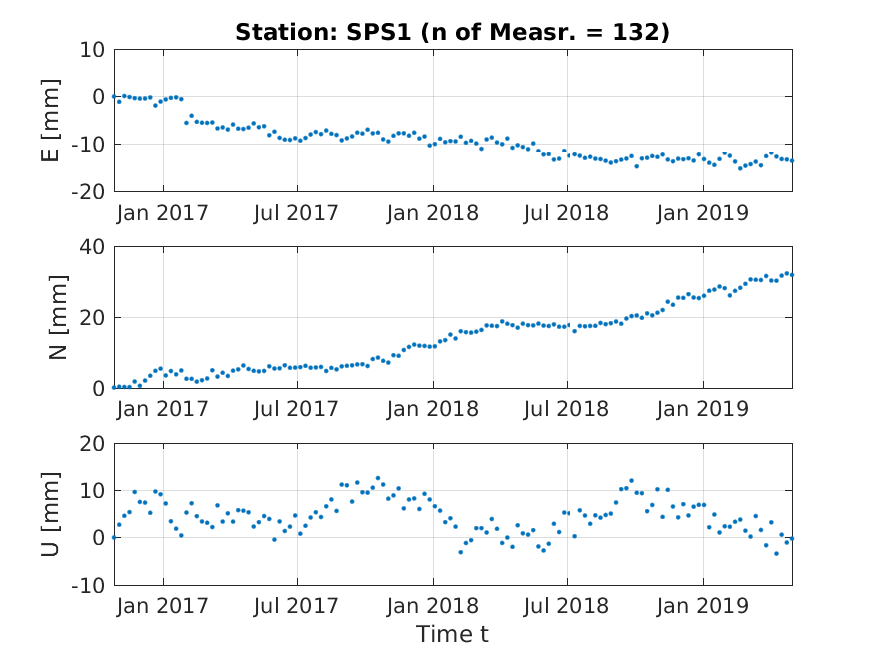 Station: SPS1 (n of Measr. = 132)
10
0
-10
-20
E [mm]
Jan 2017 Jul 2017 Jan 2018 Jul 2018 Jan 2019
40
20
0
N [mm]
Jan 2017 Jul 2017 Jan 2018 Jul 2018 Jan 2019
20
10
0
-10
U [mm]
Jan 2017 Jul 2017 Jan 2018 Jul 2018 Jan 2019
Time t